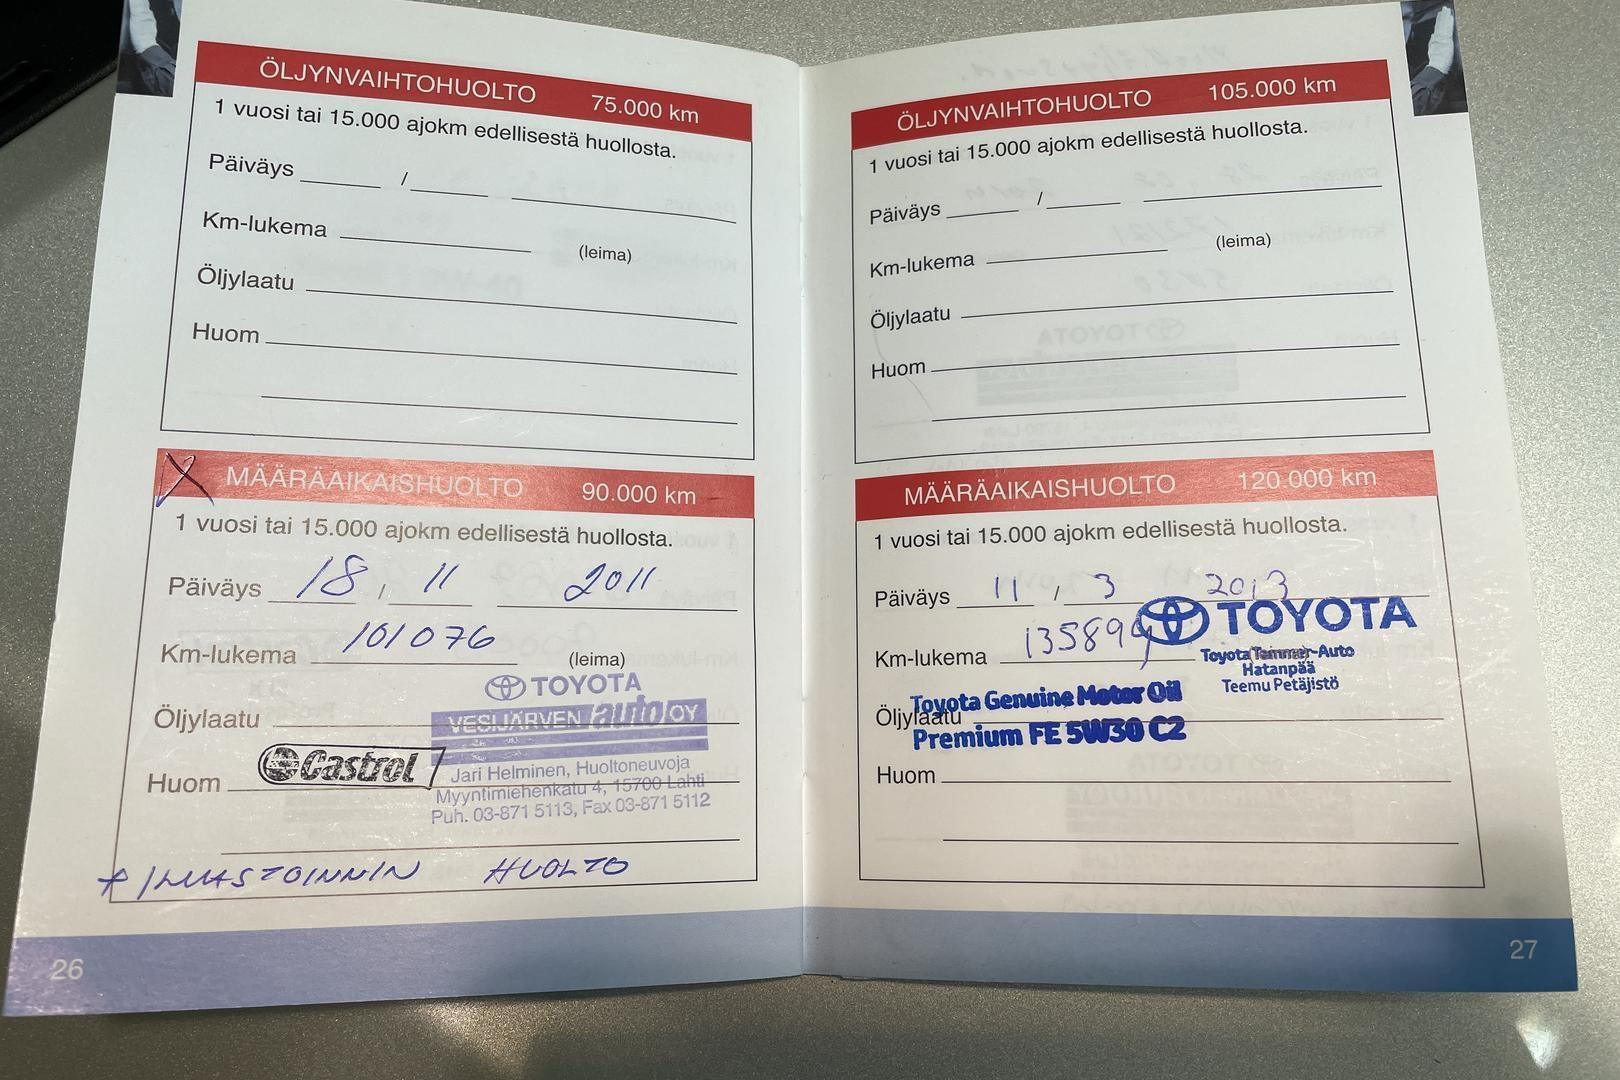 ÖLJYNVAIHTOHUOLTO 75.000 km
1 vuosi tai 15.000 ajokm edellisestä huollosta.
Päiväys /
Km-lukema (leima)
Öljylaatu
Huom
X MÄÄRÄAIKAISHUOLTO 90.000 km
1 vuosi tai 15.000 ajokm edellisestä huollosta.
Päiväys 18 , 11 2011
Km-lukema 101076 (leima)
TOYOTA
Öljylaatu VESIJÄRVEN auto OY
Huom Castrol
Jari Helminen, Huoltoneuvoja
Myyntimiehenkatu 4, 15700 Lahti
Puh. 03-871 5113, Fax 03-871 5112
* ILMASTOINNIN HUOLTO
26
ÖLJYNVAIHTOHUOLTO 105.000 km
1 vuosi tai 15.000 ajokm edellisestä huollosta.
Päiväys /
Km-lukema (leima)
Öljylaatu
Huom
MÄÄRÄAIKAISHUOLTO 120.000 km
1 vuosi tai 15.000 ajokm edellisestä huollosta.
Päiväys 11 , 3 2013
TOYOTA
Km-lukema 135899
Toyota Tammer-Auto
Hatanpää
Teemu Petäjistö
Toyota Genuine Motor Oil
Öljylaatu
Premium FE 5W30 C2
Huom
27